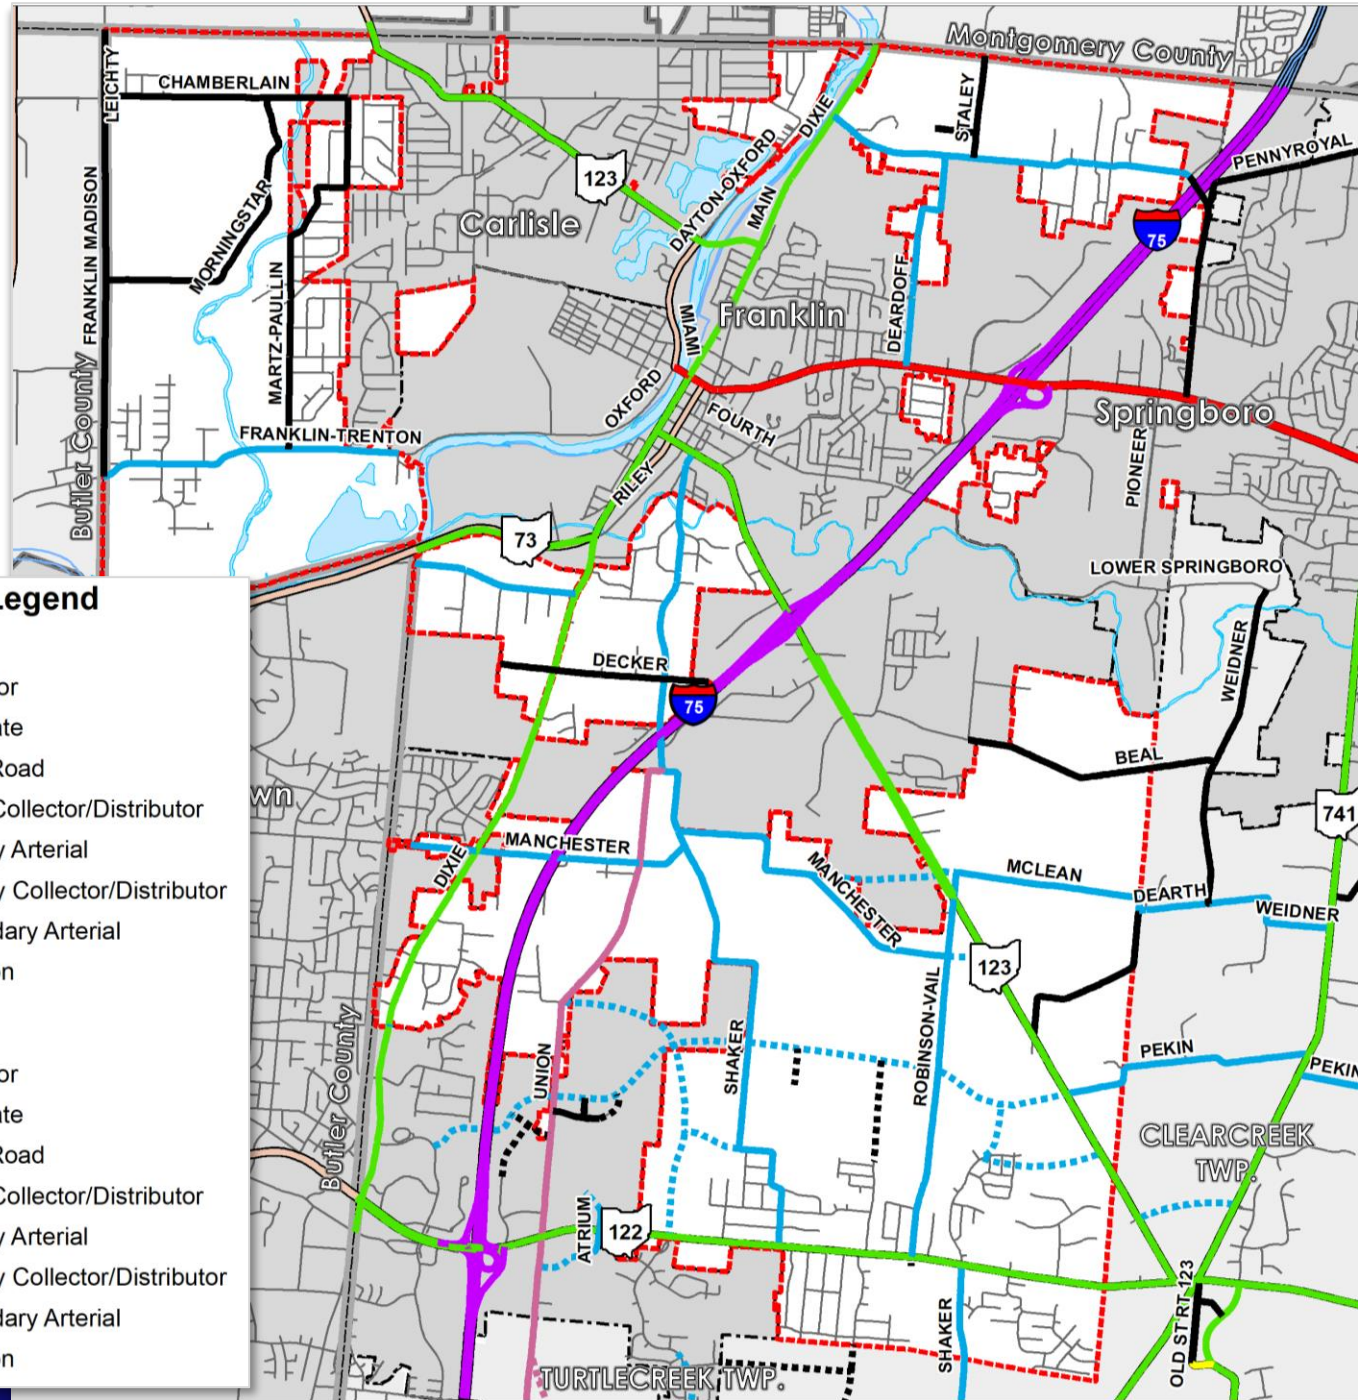 Montgomery County
LEICHTY
CHAMBERLAIN
STALEY
DIXIE
PENNYROYAL
123
DAYTON-OXFORD
MAIN
FRANKLIN MADISON
MORNINGSTAR
Carlisle
75
MARTZ-PAULLIN
DEARDOFF
MIAMI
Franklin
Butler County
OXFORD
FOURTH
Springboro
FRANKLIN-TRENTON
PIONEER
RILEY
73
LOWER SPRINGBORO
WEIDNER
DECKER
75
BEAL
741
MANCHESTER
DIXIE
MANCHESTER
MCLEAN
DEARTH
WEIDNER
123
ROBINSON-VAIL
SHAKER
UNION
PEKIN
PEKIN
Butler County
CLEARCREEK
TWP.
ATRIUM
122
SHAKER
OLD ST RT 123
TURTLECREEK TWP.
wn
Legend
or
ate
Road
Collector/Distributor
y Arterial
y Collector/Distributor
dary Arterial
on
or
ate
Road
Collector/Distributor
y Arterial
y Collector/Distributor
dary Arterial
on